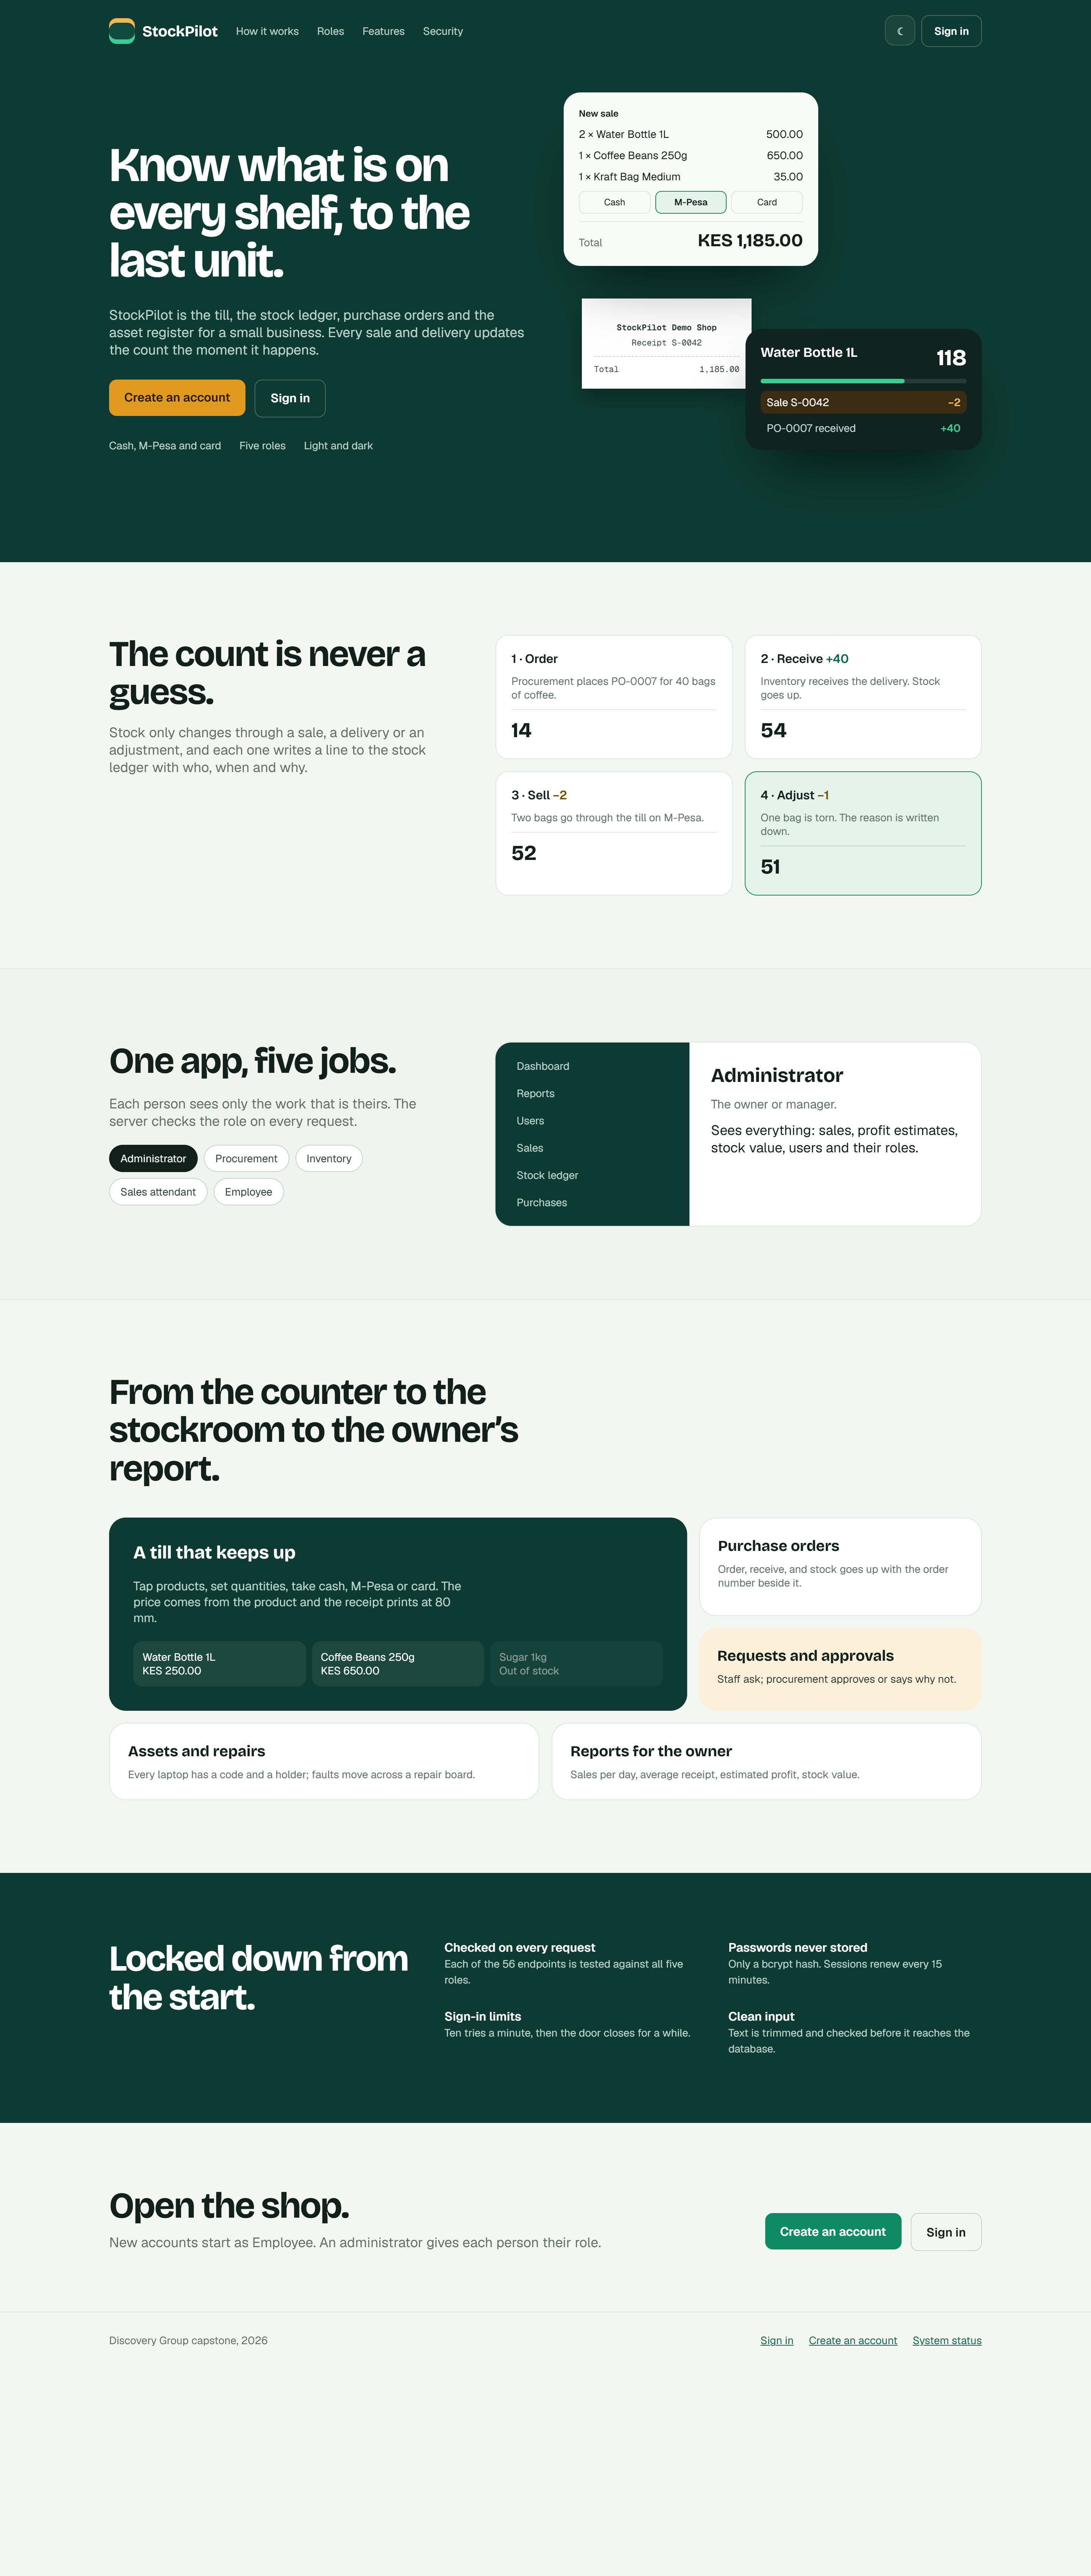 StockPilot
How it works
Roles
Features
Security
☾
Sign in
Know what is on
every shelf, to the
last unit.
StockPilot is the till, the stock ledger, purchase orders and the
asset register for a small business. Every sale and delivery updates
the count the moment it happens.
Create an account
Sign in
Cash, M-Pesa and card
Five roles
Light and dark
New sale
2 × Water Bottle 1L 500.00
1 × Coffee Beans 250g 650.00
1 × Kraft Bag Medium 35.00
Cash
M-Pesa
Card
Total KES 1,185.00
StockPilot Demo Shop
Receipt S-0042
Total 1,185.00
Water Bottle 1L 118
Sale S-0042 −2
PO-0007 received +40
The count is never a
guess.
Stock only changes through a sale, a delivery or an
adjustment, and each one writes a line to the stock
ledger with who, when and why.
1 · Order
Procurement places PO-0007 for 40 bags
of coffee.
14
2 · Receive +40
Inventory receives the delivery. Stock
goes up.
54
3 · Sell −2
Two bags go through the till on M-Pesa.
52
4 · Adjust −1
One bag is torn. The reason is written
down.
51
One app, five jobs.
Each person sees only the work that is theirs. The
server checks the role on every request.
Administrator
Procurement
Inventory
Sales attendant
Employee
Dashboard
Reports
Users
Sales
Stock ledger
Purchases
Administrator
The owner or manager.
Sees everything: sales, profit estimates,
stock value, users and their roles.
From the counter to the
stockroom to the owner’s
report.
A till that keeps up
Tap products, set quantities, take cash, M-Pesa or card. The
price comes from the product and the receipt prints at 80
mm.
Water Bottle 1L
KES 250.00
Coffee Beans 250g
KES 650.00
Sugar 1kg
Out of stock
Purchase orders
Order, receive, and stock goes up with the order
number beside it.
Requests and approvals
Staff ask; procurement approves or says why not.
Assets and repairs
Every laptop has a code and a holder; faults move across a repair board.
Reports for the owner
Sales per day, average receipt, estimated profit, stock value.
Locked down from
the start.
Checked on every request
Each of the 56 endpoints is tested against all five
roles.
Passwords never stored
Only a bcrypt hash. Sessions renew every 15
minutes.
Sign-in limits
Ten tries a minute, then the door closes for a while.
Clean input
Text is trimmed and checked before it reaches the
database.
Open the shop.
New accounts start as Employee. An administrator gives each person their role.
Create an account
Sign in
Discovery Group capstone, 2026
Sign in
Create an account
System status